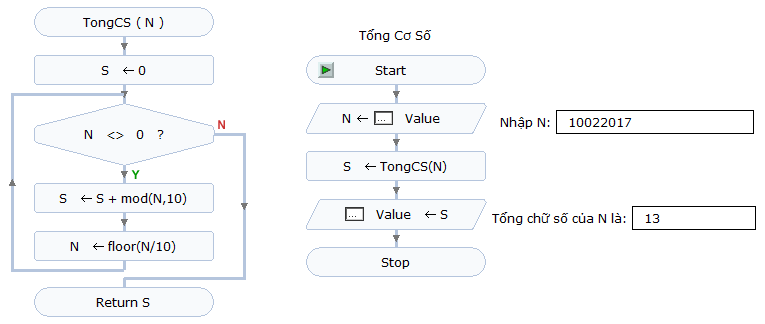 TongCS ( N )
S ← 0
N <> 0 ?
N
Y
S ← S + mod(N,10)
N ← floor(N/10)
Return S
Tổng Cơ Số
Start
N ← ... Value
S ← TongCS(N)
... Value ← S
Stop
Nhập N: 10022017
Tổng chữ số của N là: 13